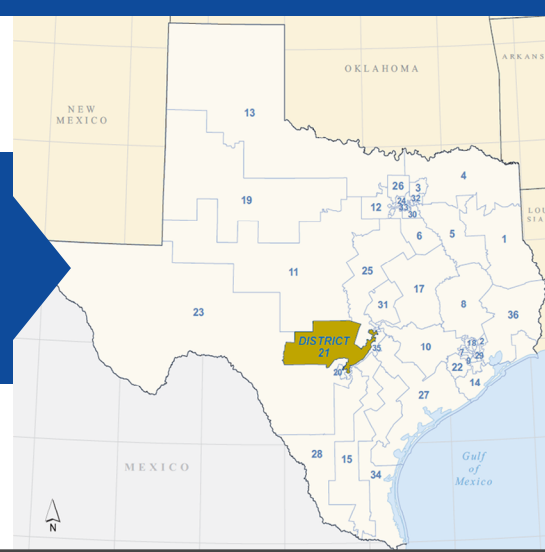 ARKANS
OKLAHOMA
NEW
MEXICO
13
4
26
3
32
24
33
30
12
19
LOU
SIA
6
5
1
25
11
17
31
8
23
36
DISTRICT
21
35
10
18
2
7
29
9
22
14
20
27
28
15
34
Gulf
of
Mexico
MEXICO
N